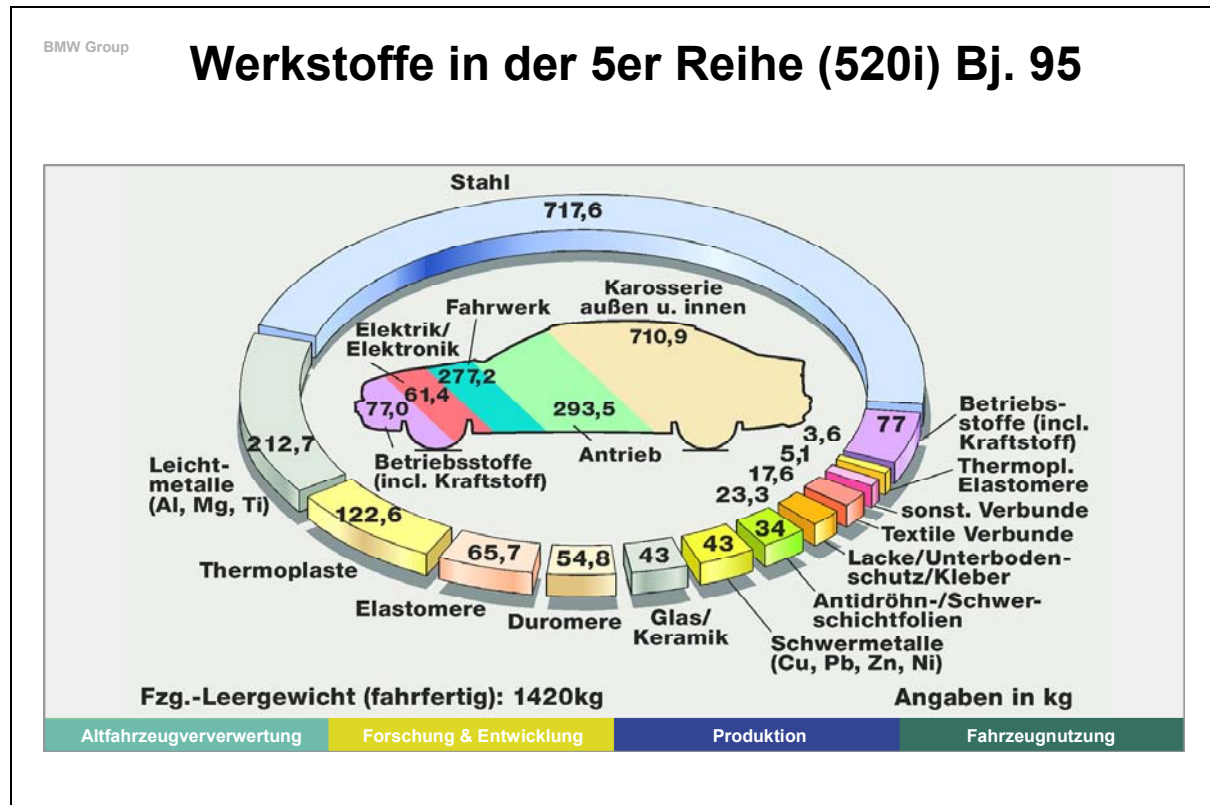 BMW Group
Werkstoffe in der 5er Reihe (520i) Bj. 95
Stahl
717,6
Karosserie
außen u. innen
710,9
Fahrwerk
277,2
Elektrik/
Elektronik
61,4
77,0
Betriebsstoffe
(incl. Kraftstoff)
293,5
Antrieb
212,7
Leicht-
metalle
(Al, Mg, Ti)
122,6
Thermoplaste
65,7
Elastomere
54,8
Duromere
43
Glas/
Keramik
43
Schwermetalle
(Cu, Pb, Zn, Ni)
34
Antidröhn-/Schwer-
schichtfolien
23,3
Lacke/Unterboden-
schutz/Kleber
17,6
Textile Verbunde
5,1
sonst. Verbunde
3,6
Thermopl.
Elastomere
77
Betriebs-
stoffe (incl.
Kraftstoff)
Fzg.-Leergewicht (fahrfertig): 1420kg
Angaben in kg
Altfahrzeugververwertung
Forschung & Entwicklung
Produktion
Fahrzeugnutzung